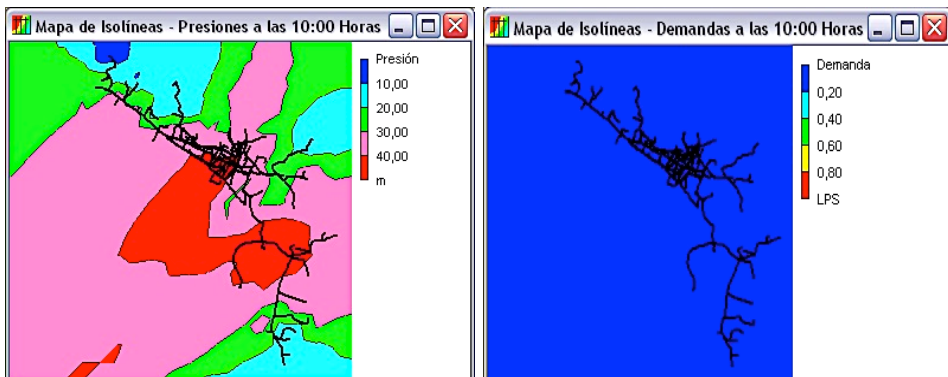 Mapa de Isolíneas - Presiones a las 10:00 Horas
Presión
10,00
20,00
30,00
40,00
m
Mapa de Isolíneas - Demandas a las 10:00 Horas
Demanda
0,20
0,40
0,60
0,80
LPS